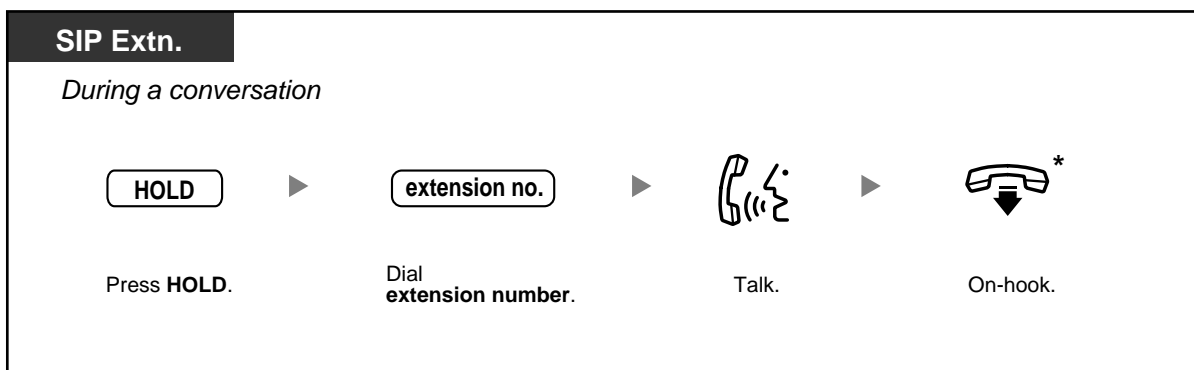 SIP Extn.
During a conversation
HOLD
extension no.
*
Press HOLD.
Dial
extension number.
Talk.
On-hook.